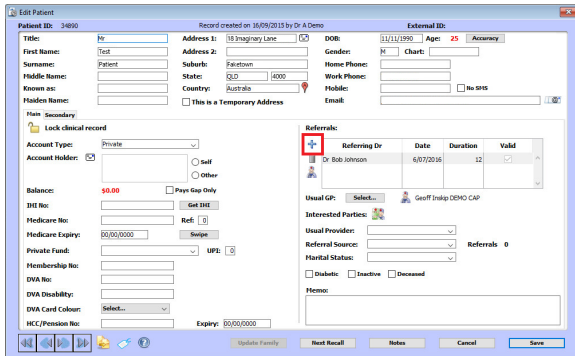 Edit Patient
Patient ID: 34890 Record created on 16/09/2015 by Dr A Demo External ID:
Title: Mr Address 1: 18 Imaginary Lane DOB: 11/11/1990 Age: 25 Accuracy
First Name: Test Address 2: Gender: M Chart:
Surname: Patient Suburb: Faketown Home Phone:
Middle Name: State: QLD 4000 Work Phone:
Known as: Country: Australia Mobile: No SMS
Maiden Name: This is a Temporary Address Email:
Main Secondary
Lock clinical record Referrals:
Account Type: Private Referring Dr Date Duration Valid
Account Holder: Self Dr Bob Johnson 6/07/2016 12
Other
Balance: $0.00 Pays Gap Only
IHI No: Get IHI Usual GP: Select... Geoff Inskip DEMO CAP
Medicare No: Ref: 0 Interested Parties:
Medicare Expiry: 00/00/0000 Swipe Usual Provider:
Private Fund: UPI: 0 Referral Source: Referrals 0
Membership No: Marital Status:
DVA No: Diabetic Inactive Deceased
DVA Disability: Memo:
DVA Card Colour: Select...
HCC/Pension No: Expiry: 00/00/0000
Update Family Next Recall Notes Cancel Save